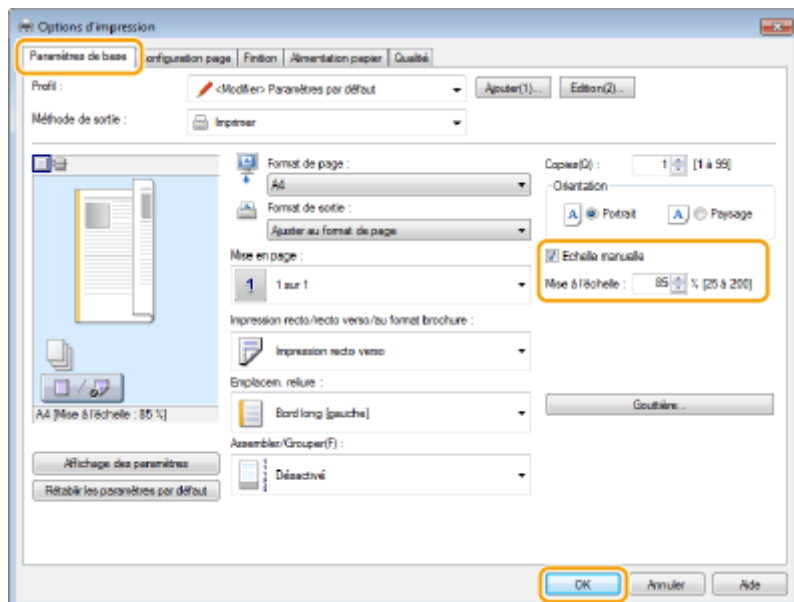 Options d'impression
Paramètres de base Configuration page Finition Alimentation papier Qualité
Profil : <Modifier> Paramètres par défaut Ajouter(1)... Edition(2)...
Méthode de sortie : Imprimer
Format de page :
A4
Format de sortie :
Ajuster au format de page
Mise en page :
1 1 sur 1
Impression recto/recto verso/au format brochure :
Impression recto verso
Emplacem. reliure :
Bord long [gauche]
Assembler/Grouper(F) :
Désactivé
Copies(Q) : 1 [1 à 99]
Orientation
A Portrait A Paysage
Echelle manuelle
Mise à l'échelle : 85 % [25 à 200]
Gouttière...
A4 [Mise à l'échelle : 85 %]
Affichage des paramètres
Rétablir les paramètres par défaut
OK Annuler Aide